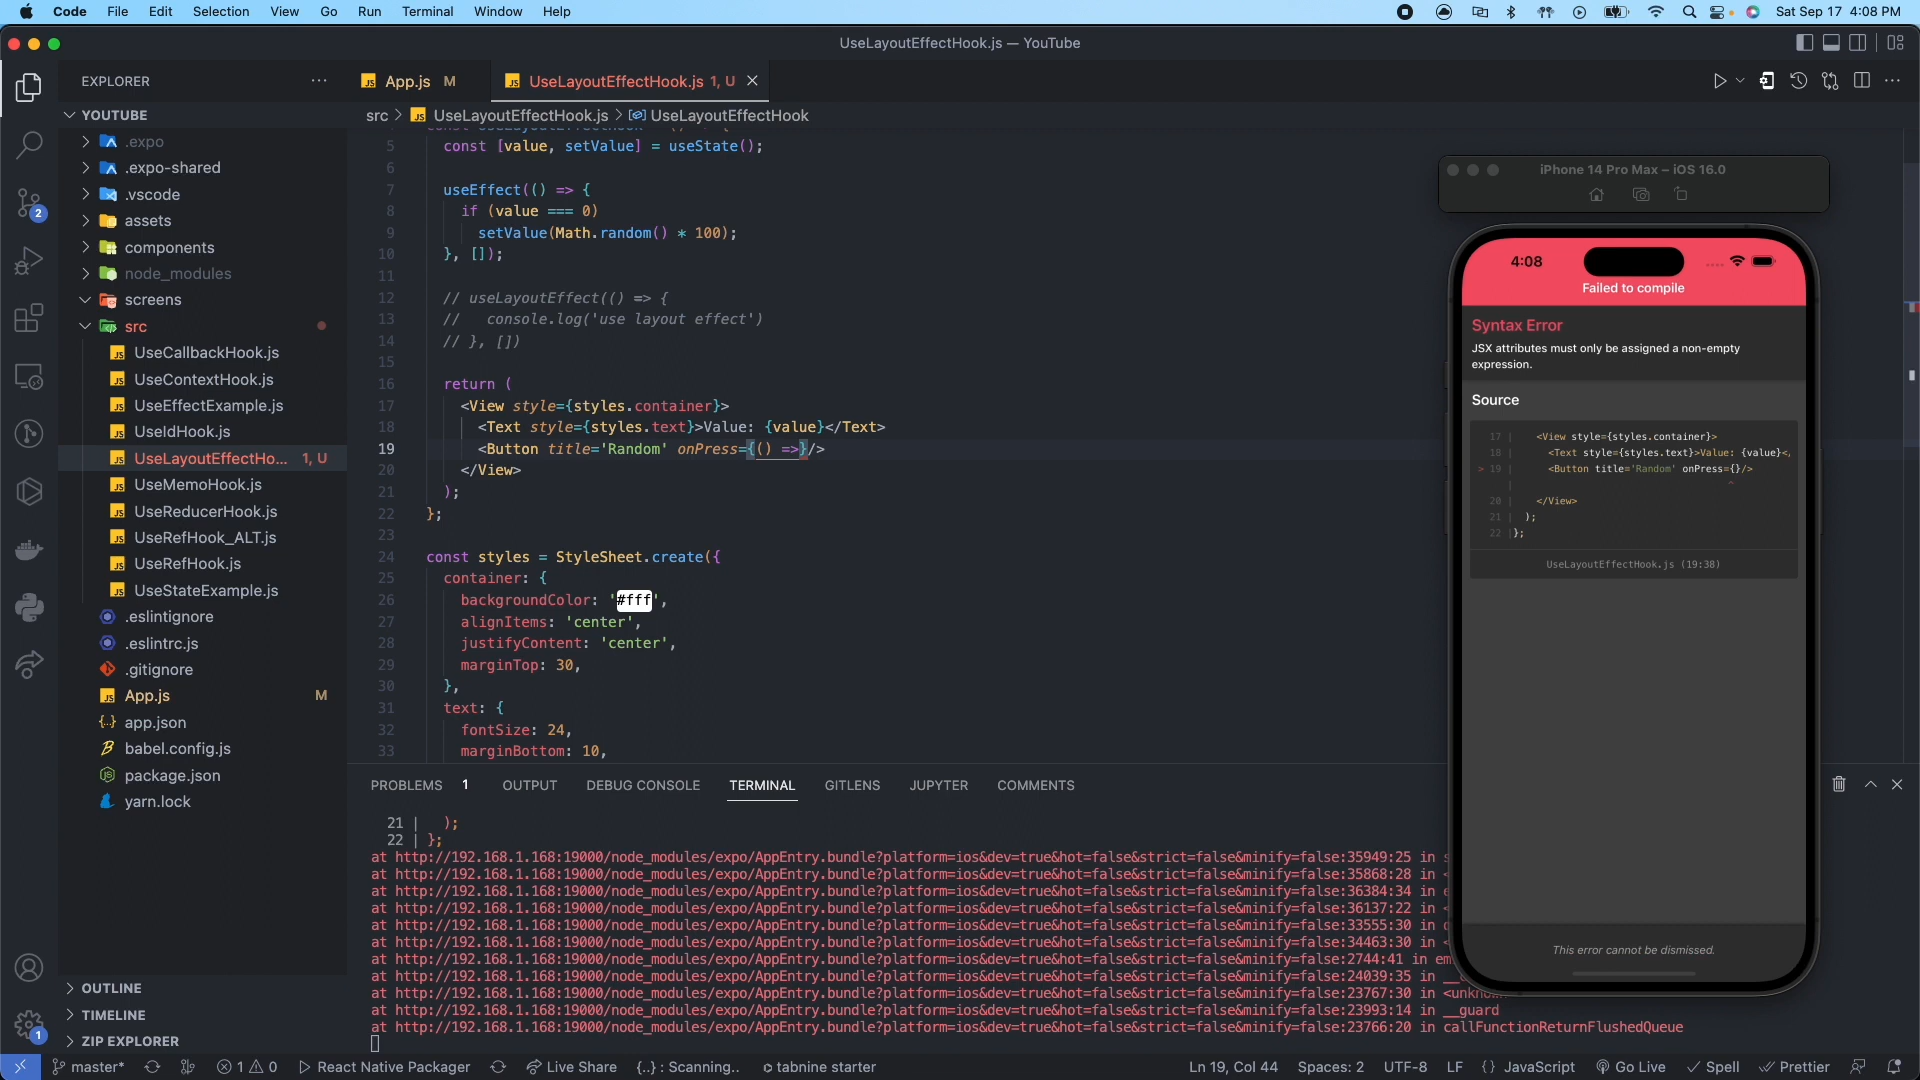 Code File Edit Selection View Go Run Terminal Window Help
Sat Sep 17 4:08 PM
UseLayoutEffectHook.js — YouTube
EXPLORER
App.js M
UseLayoutEffectHook.js 1, U
YOUTUBE
src > UseLayoutEffectHook.js > UseLayoutEffectHook
.expo
.expo-shared
.vscode
assets
components
node_modules
screens
src
UseCallbackHook.js
UseContextHook.js
UseEffectExample.js
UseIdHook.js
UseLayoutEffectHo... 1, U
UseMemoHook.js
UseReducerHook.js
UseRefHook_ALT.js
UseRefHook.js
UseStateExample.js
.eslintignore
.eslintrc.js
.gitignore
App.js M
app.json
babel.config.js
package.json
yarn.lock
OUTLINE
TIMELINE
ZIP EXPLORER
2
1
5 const [value, setValue] = useState();
6
7 useEffect(() => {
8 if (value === 0)
9 setValue(Math.random() * 100);
10 }, []);
11
12 // useLayoutEffect(() => {
13 // console.log('use layout effect')
14 // }, [])
15
16 return (
17 <View style={styles.container}>
18 <Text style={styles.text}>Value: {value}</Text>
19 <Button title='Random' onPress={() =>}/>
20 </View>
21 );
22 };
23
24 const styles = StyleSheet.create({
25 container: {
26 backgroundColor: '#fff',
27 alignItems: 'center',
28 justifyContent: 'center',
29 marginTop: 30,
30 },
31 text: {
32 fontSize: 24,
33 marginBottom: 10,
iPhone 14 Pro Max – iOS 16.0
4:08
Failed to compile
Syntax Error
JSX attributes must only be assigned a non-empty
expression.
Source
17 | <View style={styles.container}>
18 | <Text style={styles.text}>Value: {value}</
> 19 | <Button title='Random' onPress={}/>
| ^
20 | </View>
21 | );
22 |};
UseLayoutEffectHook.js (19:38)
This error cannot be dismissed.
PROBLEMS 1 OUTPUT DEBUG CONSOLE TERMINAL GITLENS JUPYTER COMMENTS
21 | );
22 | };
at http://192.168.1.168:19000/node_modules/expo/AppEntry.bundle?platform=ios&dev=true&hot=false&strict=false&minify=false:35949:25 in s
at http://192.168.1.168:19000/node_modules/expo/AppEntry.bundle?platform=ios&dev=true&hot=false&strict=false&minify=false:35868:28 in <
at http://192.168.1.168:19000/node_modules/expo/AppEntry.bundle?platform=ios&dev=true&hot=false&strict=false&minify=false:36384:34 in e
at http://192.168.1.168:19000/node_modules/expo/AppEntry.bundle?platform=ios&dev=true&hot=false&strict=false&minify=false:36137:22 in <
at http://192.168.1.168:19000/node_modules/expo/AppEntry.bundle?platform=ios&dev=true&hot=false&strict=false&minify=false:33555:30 in
at http://192.168.1.168:19000/node_modules/expo/AppEntry.bundle?platform=ios&dev=true&hot=false&strict=false&minify=false:34463:30 in <
at http://192.168.1.168:19000/node_modules/expo/AppEntry.bundle?platform=ios&dev=true&hot=false&strict=false&minify=false:2744:41 in em
at http://192.168.1.168:19000/node_modules/expo/AppEntry.bundle?platform=ios&dev=true&hot=false&strict=false&minify=false:24039:35 in
at http://192.168.1.168:19000/node_modules/expo/AppEntry.bundle?platform=ios&dev=true&hot=false&strict=false&minify=false:23767:30 in
at http://192.168.1.168:19000/node_modules/expo/AppEntry.bundle?platform=ios&dev=true&hot=false&strict=false&minify=false:23993:14 in __guard
at http://192.168.1.168:19000/node_modules/expo/AppEntry.bundle?platform=ios&dev=true&hot=false&strict=false&minify=false:23766:20 in callFunctionReturnFlushedQueue
master* 1 0 React Native Packager Live Share {..} : Scanning.. tabnine starter Ln 19, Col 44 Spaces: 2 UTF-8 LF {} JavaScript Go Live Spell Prettier